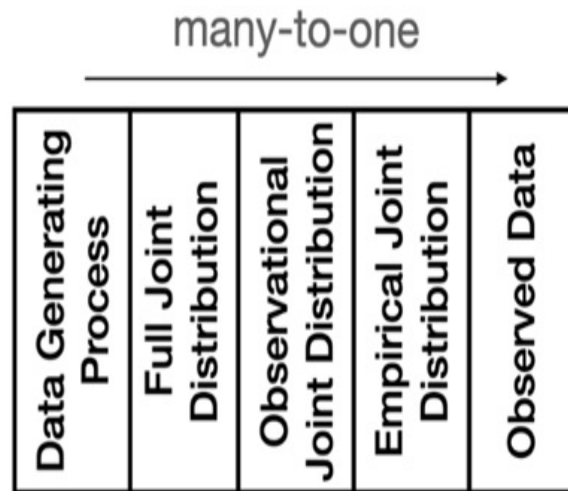 many-to-one
Data Generating
Process
Full Joint
Distribution
Observational
Joint Distribution
Empirical Joint
Distribution
Observed Data